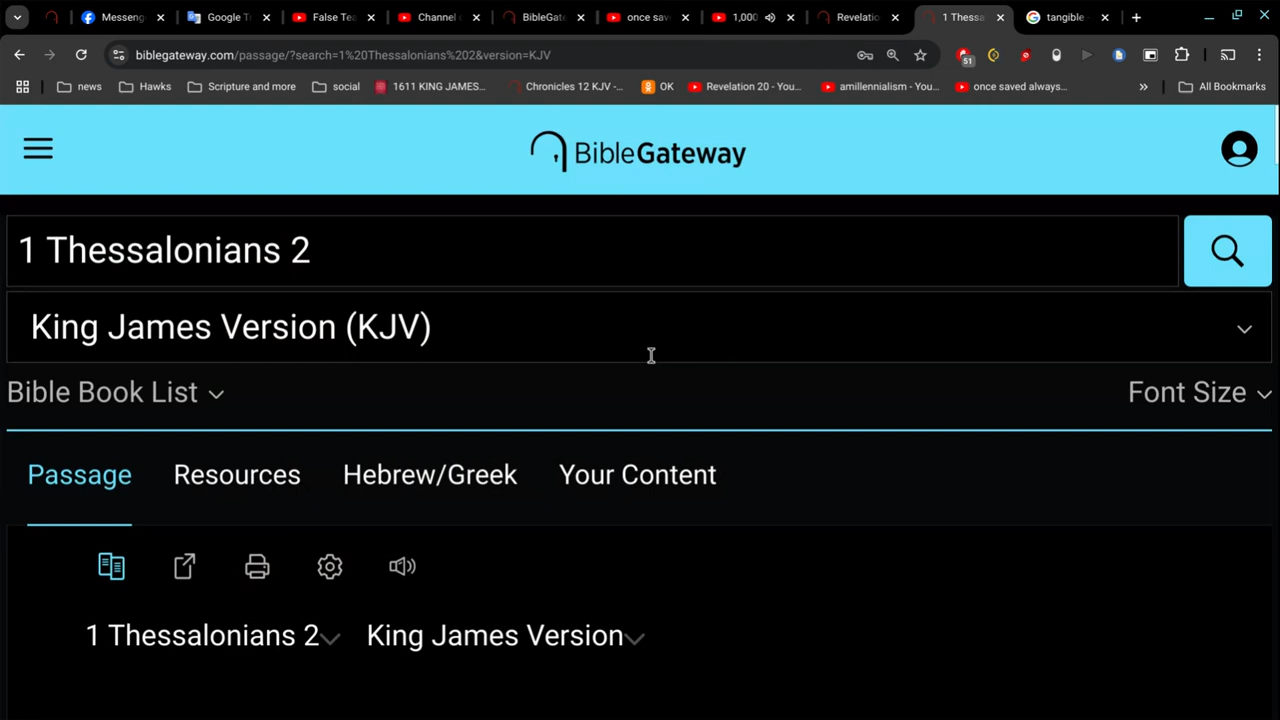 Messeng
Google T
False Tea
Channel
BibleGat
once sav
1,000
Revelatio
1 Thessa
tangible
biblegateway.com/passage/?search=1%20Thessalonians%202&version=KJV
51
news
Hawks
Scripture and more
social
1611 KING JAMES...
Chronicles 12 KJV -...
OK
Revelation 20 - You...
amillennialism - You...
once saved always...
»
All Bookmarks
BibleGateway
1 Thessalonians 2
King James Version (KJV)
Bible Book List
Font Size
Passage Resources Hebrew/Greek Your Content
1 Thessalonians 2 King James Version